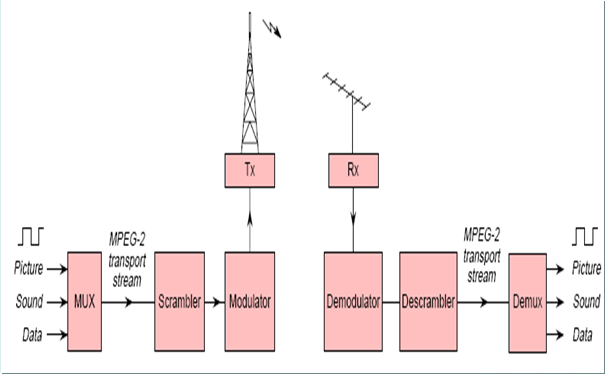 Tx
Rx
MPEG-2
transport
stream
Picture
Sound
Data
MUX
Scrambler
Modulator
Demodulator
Descrambler
MPEG-2
transport
stream
Demux
Picture
Sound
Data